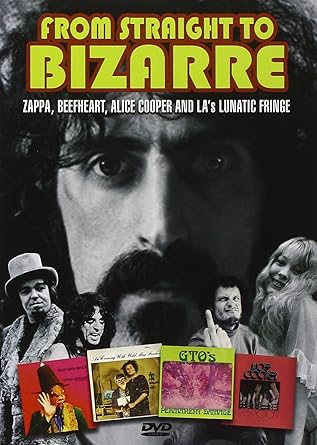 FROM STRAIGHT TO
BIZARRE
ZAPPA, BEEFHEART, ALICE COOPER AND LA's LUNATIC FRINGE
GTO's
DVD